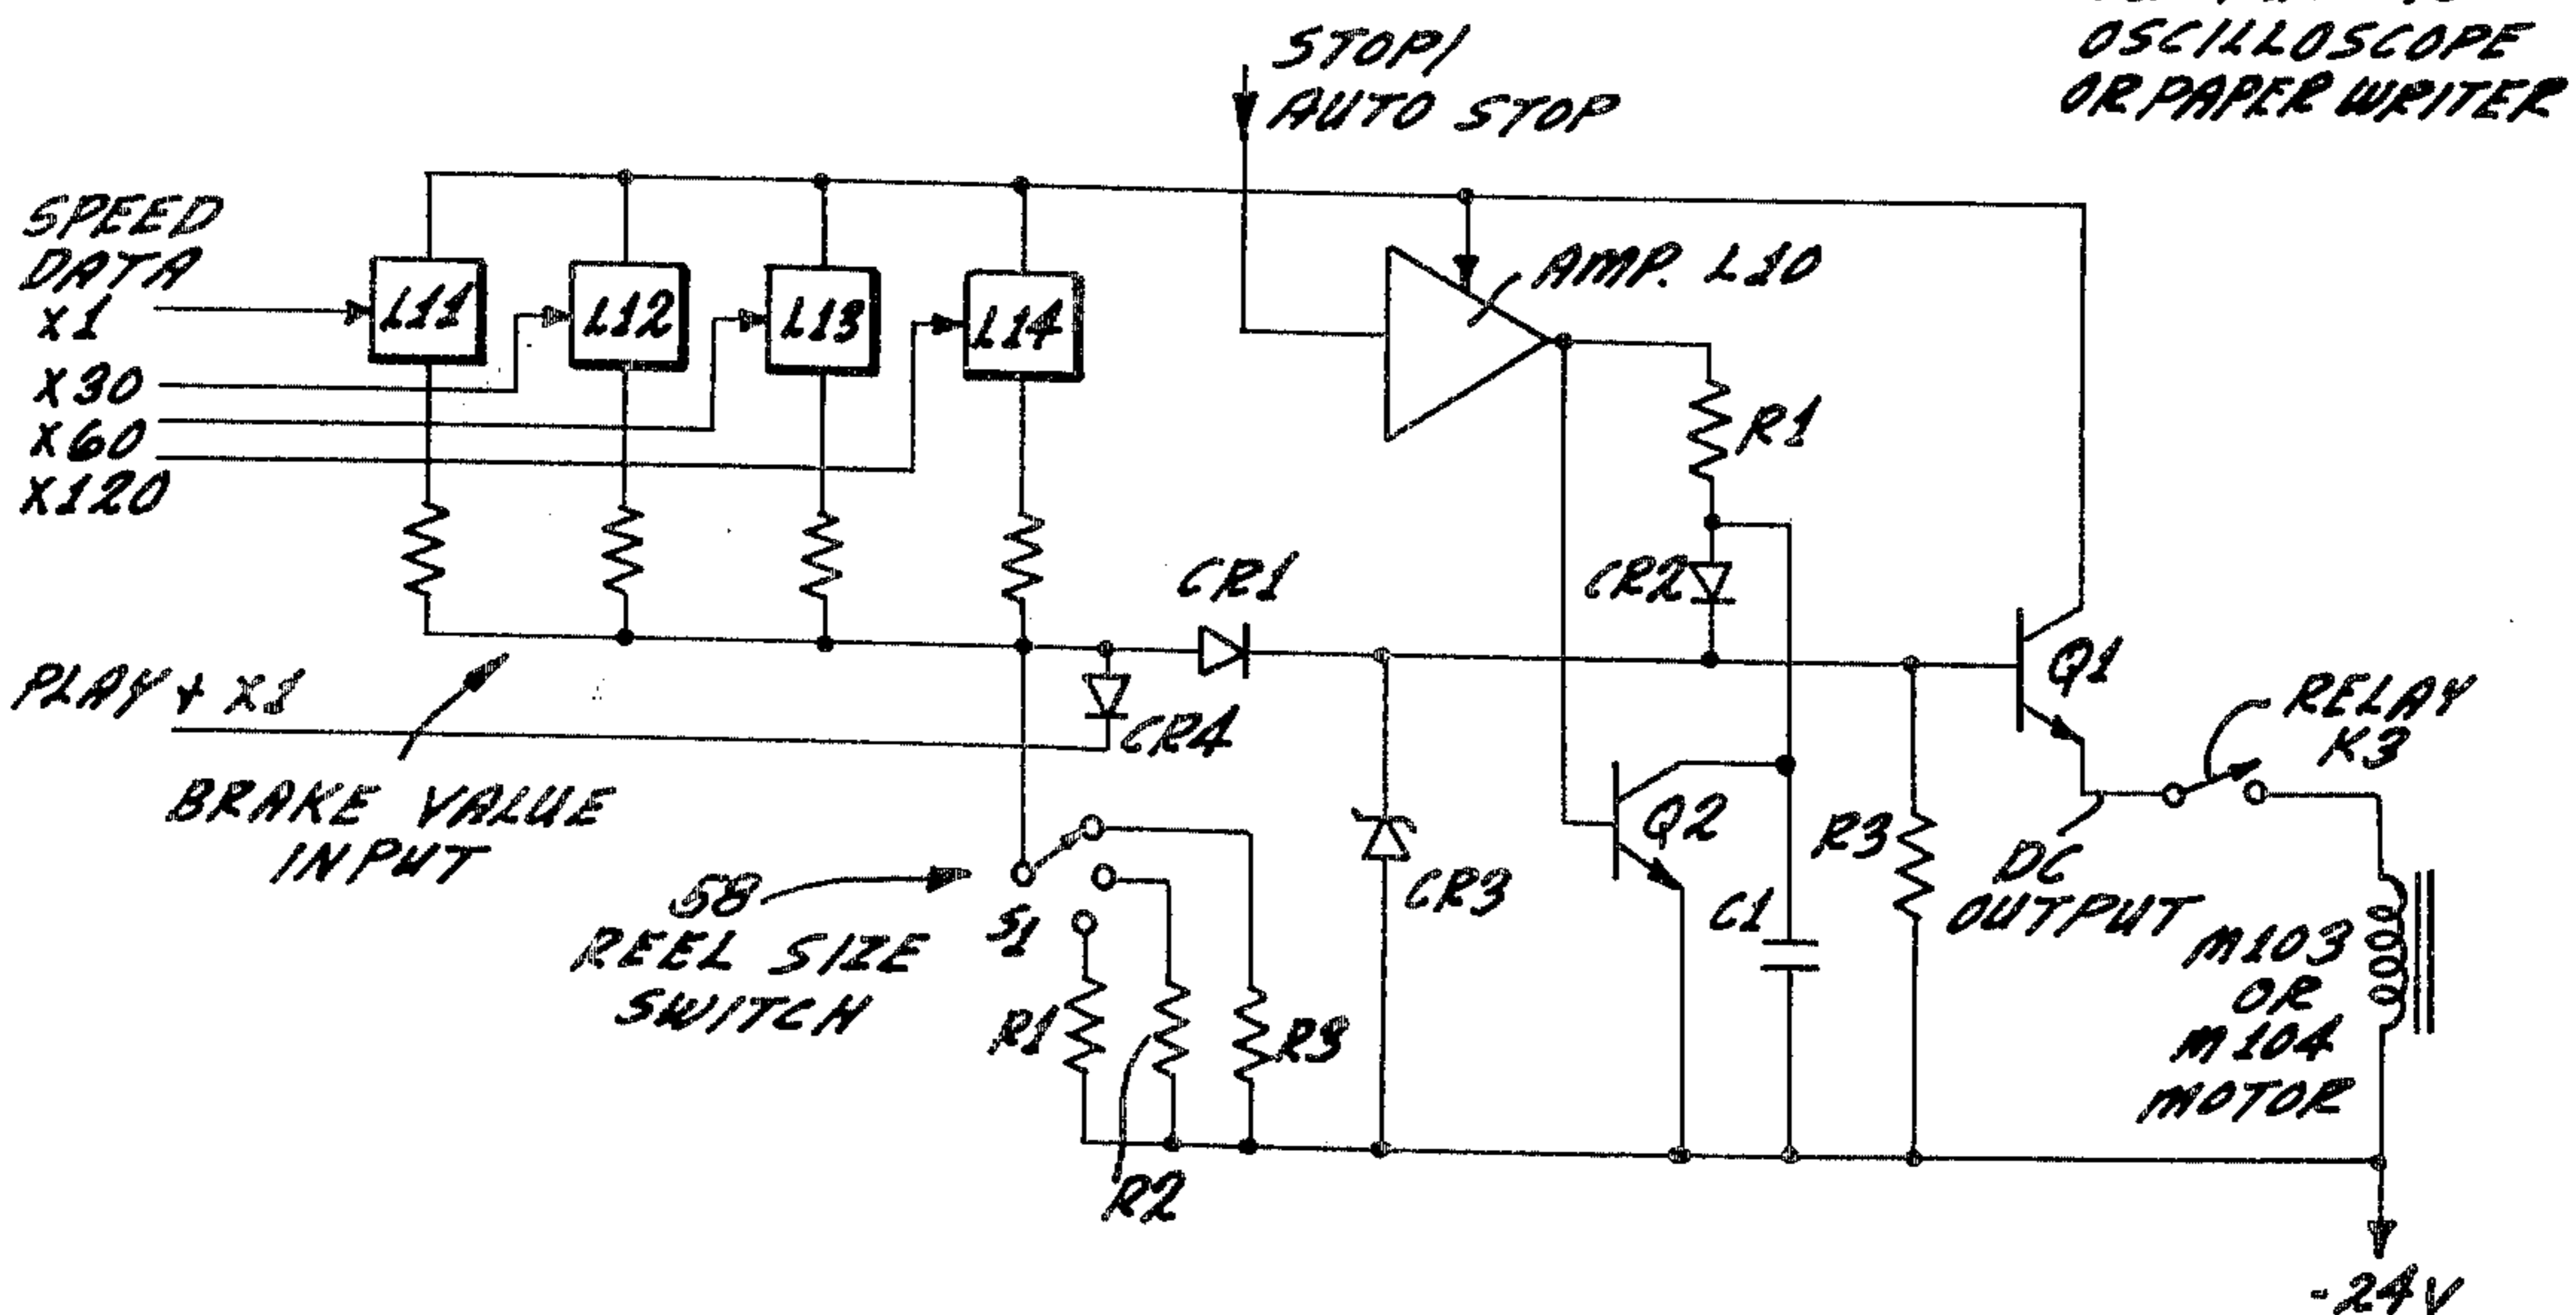 OSCILLOSCOPE
OR PAPER WRITER
STOP/
AUTO STOP
SPEED
DATA
X1
X30
X60
X120
L11
L12
L13
L14
AMP. L10
R1
CR1
CR2
Q1
PLAY + X1
CR4
RELAY
K3
BRAKE VALUE
INPUT
58
REEL SIZE
SWITCH
S1
CR3
Q2
C1
R3
DC
OUTPUT
M103
OR
M104
MOTOR
R1
R2
R3
-24V